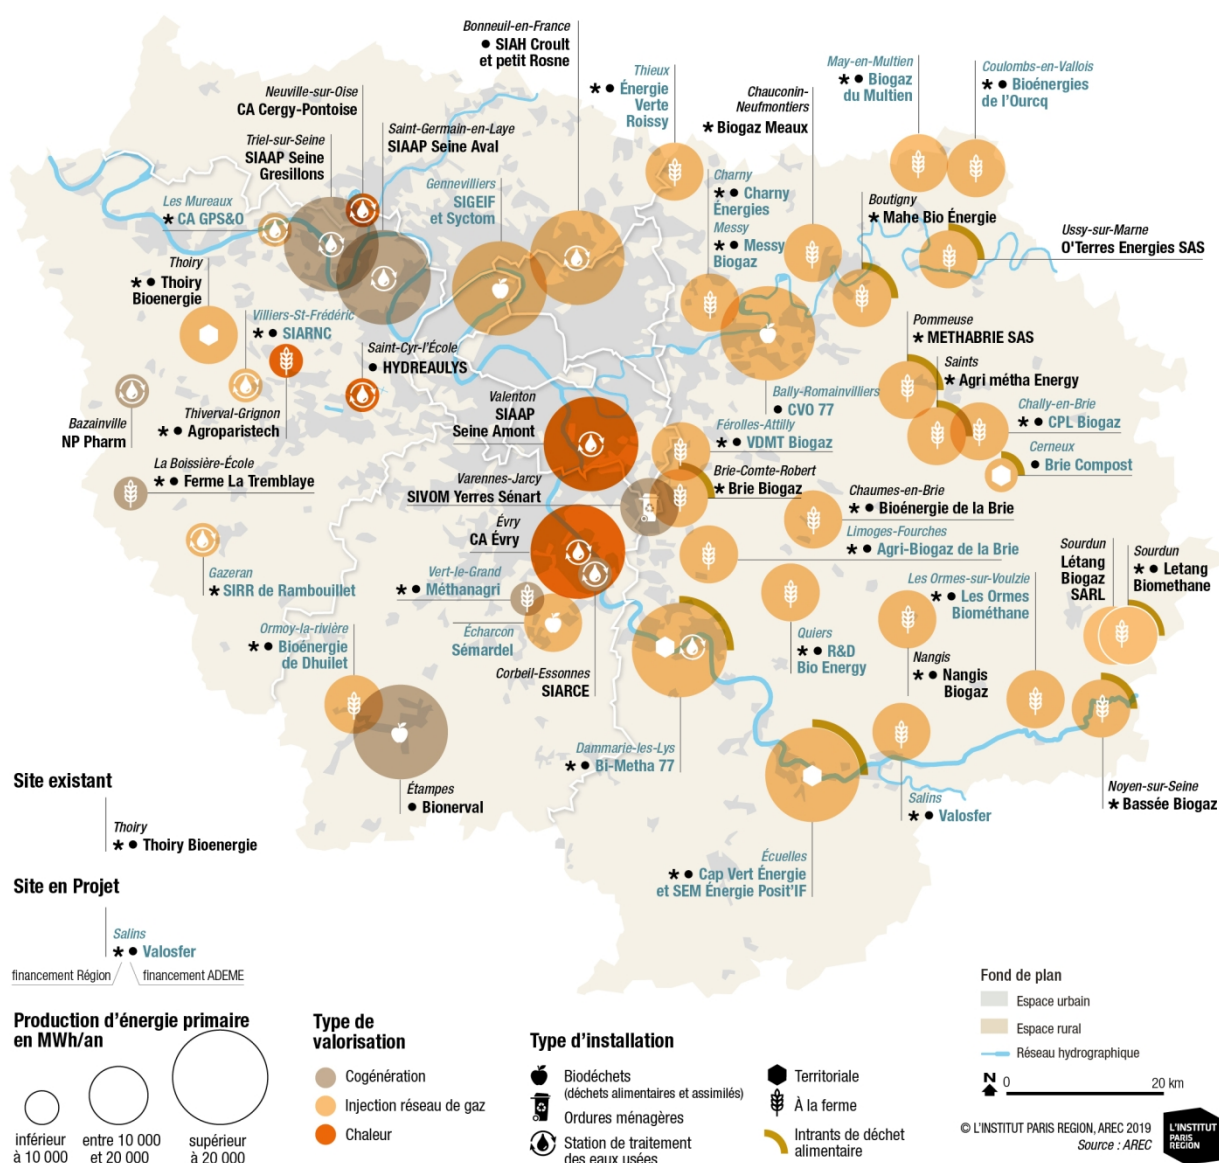 Bonneuil-en-France
● SIAH Croult
et petit Rosne
Thieux
* ● Énergie
Verte
Roissy
Chauconin-
Neufmontiers
* Biogaz Meaux
May-en-Multien
* ● Biogaz
du Multien
Coulombs-en-Vallois
* ● Bioénergies
de l'Ourcq
Neuville-sur-Oise
CA Cergy-Pontoise
Triel-sur-Seine
SIAAP Seine
Gresillons
Saint-Germain-en-Laye
SIAAP Seine Aval
Les Mureaux
* CA GPS&O
Gennevilliers
SIGEIF
et Syctom
Charny
* ● Charny
Énergies
Messy
* ● Messy
Biogaz
Boutigny
* Mahe Bio Énergie
Ussy-sur-Marne
O'Terres Energies SAS
Thoiry
* ● Thoiry
Bioenergie
Villiers-St-Frédéric
* ● SIARNC
Saint-Cyr-l'École
● HYDREAULYS
Pommeuse
* METHABRIE SAS
Saints
* Agri métha Energy
Bazainville
NP Pharm
Thiverval-Grignon
* ● Agroparistech
Valenton
SIAAP
Seine Amont
Bally-Romainvilliers
● CVO 77
Férolles-Attilly
* ● VDMT Biogaz
Chally-en-Brie
* ● CPL Biogaz
Cerneux
● Brie Compost
La Boissière-École
* ● Ferme La Tremblaye
Varennes-Jarcy
SIVOM Yerres Sénart
Brie-Comte-Robert
* Brie Biogaz
Chaumes-en-Brie
* ● Bioénergie de la Brie
Évry
CA Évry
Limoges-Fourches
* ● Agri-Biogaz de la Brie
Sourdun
Létang
Biogaz
SARL
Sourdun
* ● Letang
Biomethane
Gazeran
* SIRR de Rambouillet
Vert-le-Grand
* ● Méthanagri
Les Ormes-sur-Voulzie
* ● Les Ormes
Biométhane
Ormoy-la-rivière
* ● Bioénergie
de Dhuilet
Écharcon
Sémardel
Quiers
* ● R&D
Bio Energy
Corbeil-Essonnes
SIARCE
Nangis
* ● Nangis
Biogaz
Dammarie-les-Lys
* ● Bi-Metha 77
Étampes
● Bionerval
Salins
* ● Valosfer
Noyen-sur-Seine
* Bassée Biogaz
Écuelles
* ● Cap Vert Énergie
et SEM Énergie Posit'IF
Site existant
Thoiry
* ● Thoiry Bioenergie
Site en Projet
Salins
* ● Valosfer
financement Région
financement ADEME
Production d'énergie primaire
en MWh/an
inférieur
à 10 000
entre 10 000
et 20 000
supérieur
à 20 000
Type de
valorisation
Cogénération
Injection réseau de gaz
Chaleur
Type d'installation
Biodéchets
(déchets alimentaires et assimilés)
Ordures ménagères
Station de traitement
des eaux usées
Territoriale
À la ferme
Intrants de déchet
alimentaire
Fond de plan
Espace urbain
Espace rural
Réseau hydrographique
N
0
20 km
© L'INSTITUT PARIS REGION, AREC 2019
Source : AREC
L'INSTITUT
PARIS
REGION